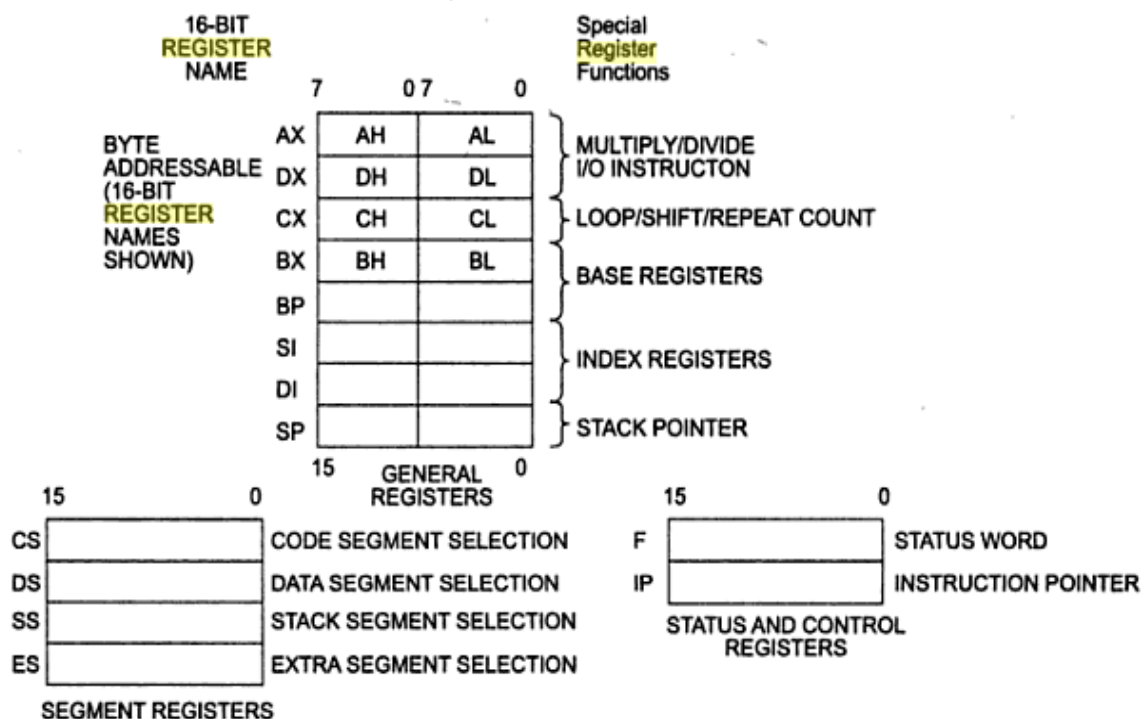 16-BIT
REGISTER
NAME
Special
Register
Functions
7 0 7 0
BYTE
ADDRESSABLE
(16-BIT
REGISTER
NAMES
SHOWN)
AX AH AL
DX DH DL
CX CH CL
BX BH BL
BP
SI
DI
SP
MULTIPLY/DIVIDE
I/O INSTRUCTON
LOOP/SHIFT/REPEAT COUNT
BASE REGISTERS
INDEX REGISTERS
STACK POINTER
15 0
GENERAL
REGISTERS
15 0
CS CODE SEGMENT SELECTION
DS DATA SEGMENT SELECTION
SS STACK SEGMENT SELECTION
ES EXTRA SEGMENT SELECTION
SEGMENT REGISTERS
15 0
F STATUS WORD
IP INSTRUCTION POINTER
STATUS AND CONTROL
REGISTERS